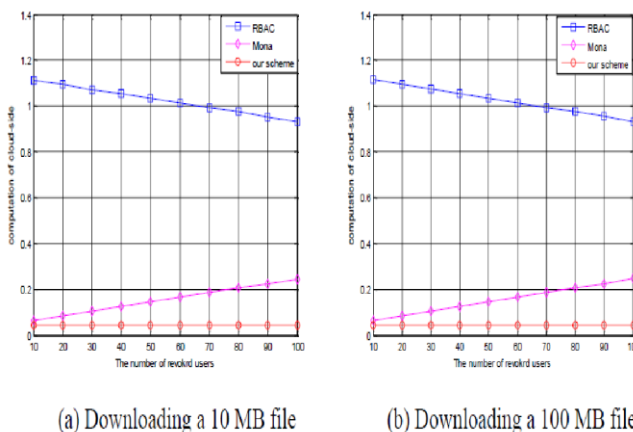 1.4
1.2
1
0.8
0.6
0.4
0.2
0
computation of cloud-side
RBAC
Mona
our scheme
10 20 30 40 50 60 70 80 90 100
The number of revokrd users
(a) Downloading a 10 MB file
1.4
1.2
1
0.8
0.6
0.4
0.2
0
computation of cloud-side
RBAC
Mona
our scheme
10 20 30 40 50 60 70 80 90 100
The number of revokrd users
(b) Downloading a 100 MB file